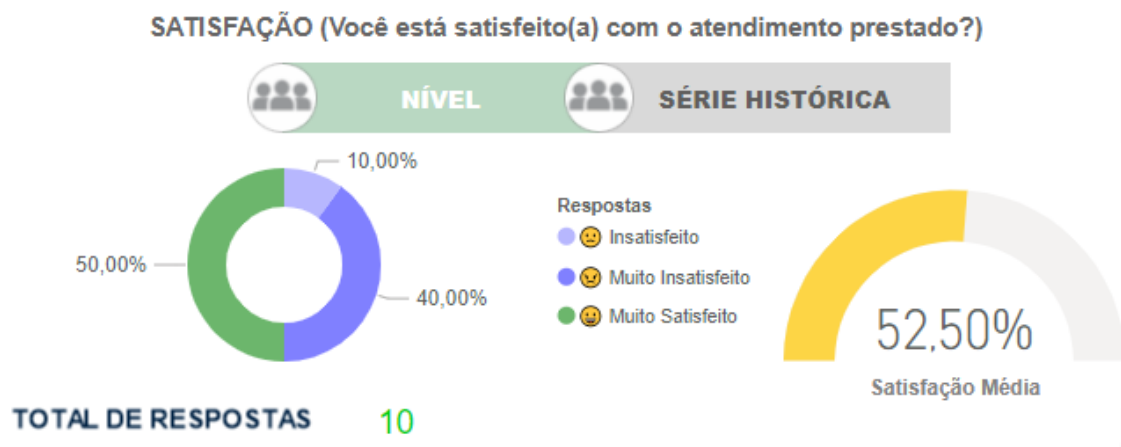 SATISFAÇÃO (Você está satisfeito(a) com o atendimento prestado?)
NÍVEL
SÉRIE HISTÓRICA
10,00%
50,00%
40,00%
Respostas
Insatisfeito
Muito Insatisfeito
Muito Satisfeito
52,50%
Satisfação Média
TOTAL DE RESPOSTAS 10